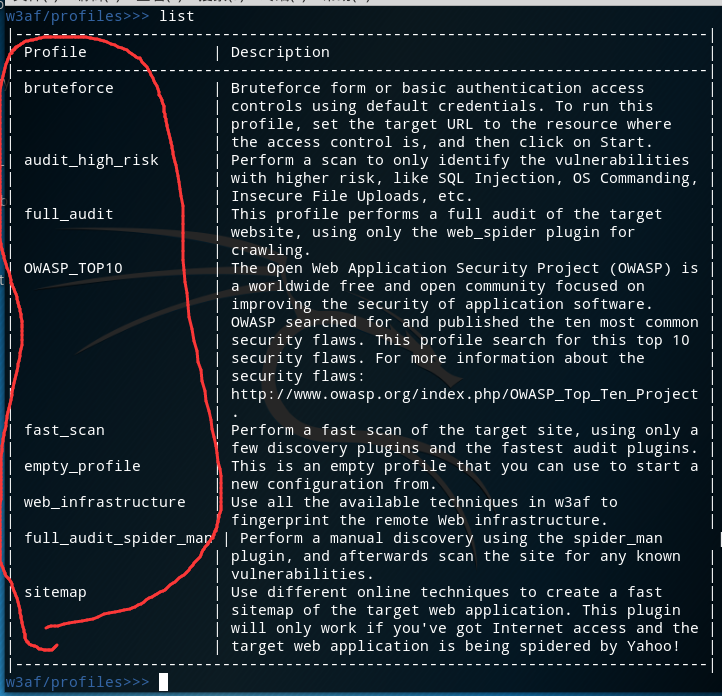 w3af/profiles>>> list
|---------------------------------------------------------------------------|
| Profile | Description |
|---------------------------------------------------------------------------|
| bruteforce | Bruteforce form or basic authentication access |
| | controls using default credentials. To run this |
| | profile, set the target URL to the resource where |
| | the access control is, and then click on Start. |
| audit_high_risk | Perform a scan to only identify the vulnerabilities |
| | with higher risk, like SQL Injection, OS Commanding, |
| | Insecure File Uploads, etc. |
| full_audit | This profile performs a full audit of the target |
| | website, using only the web_spider plugin for |
| | crawling. |
| OWASP_TOP10 | The Open Web Application Security Project (OWASP) is |
| | a worldwide free and open community focused on |
| | improving the security of application software. |
| | OWASP searched for and published the ten most common |
| | security flaws. This profile search for this top 10 |
| | security flaws. For more information about the |
| | security flaws: |
| | http://www.owasp.org/index.php/OWASP_Top_Ten_Project |
| | . |
| fast_scan | Perform a fast scan of the target site, using only a |
| | few discovery plugins and the fastest audit plugins. |
| empty_profile | This is an empty profile that you can use to start a |
| | new configuration from. |
| web_infrastructure | Use all the available techniques in w3af to |
| | fingerprint the remote Web infrastructure. |
| full_audit_spider_man | Perform a manual discovery using the spider_man |
| | plugin, and afterwards scan the site for any known |
| | vulnerabilities. |
| sitemap | Use different online techniques to create a fast |
| | sitemap of the target web application. This plugin |
| | will only work if you've got Internet access and the |
| | target web application is being spidered by Yahoo! |
|---------------------------------------------------------------------------|
w3af/profiles>>>